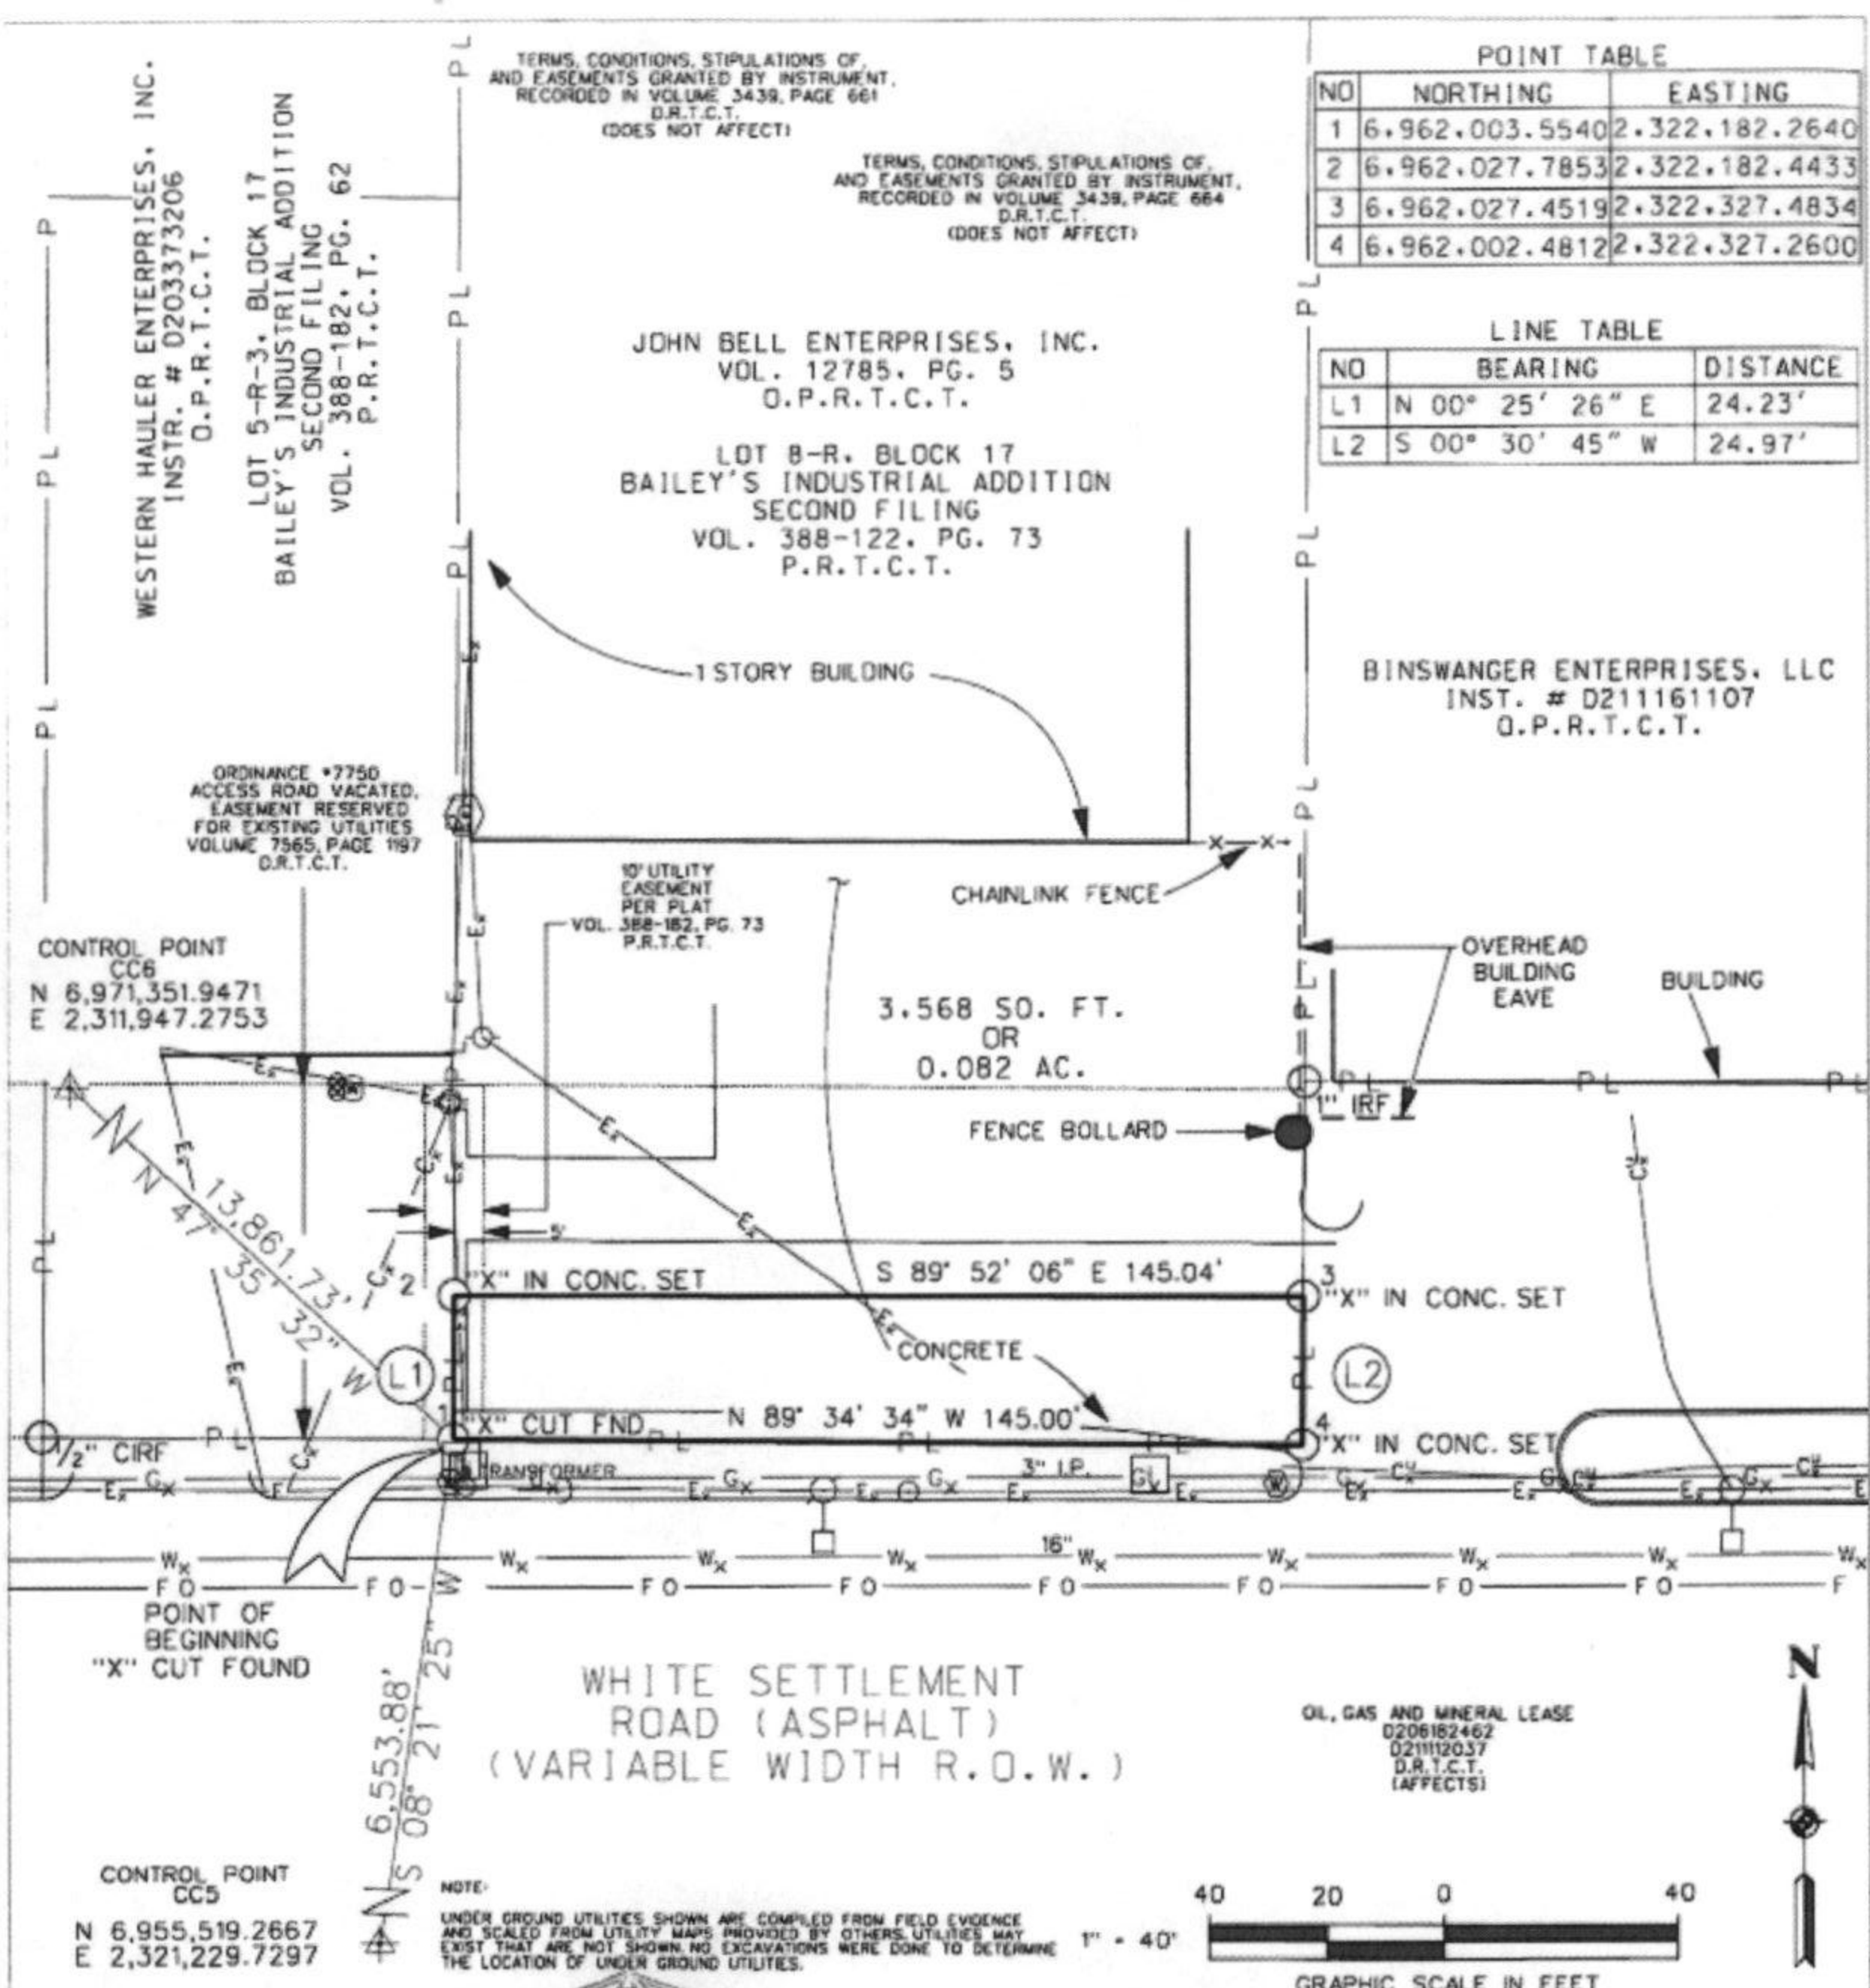 TERMS, CONDITIONS, STIPULATIONS OF,
AND EASEMENTS GRANTED BY INSTRUMENT,
RECORDED IN VOLUME 3439, PAGE 661
D.R.T.C.T.
(DOES NOT AFFECT)
TERMS, CONDITIONS, STIPULATIONS OF,
AND EASEMENTS GRANTED BY INSTRUMENT,
RECORDED IN VOLUME 3439, PAGE 664
D.R.T.C.T.
(DOES NOT AFFECT)
POINT TABLE
NO NORTHING EASTING
1 6,962,003.5540 2,322,182.2640
2 6,962,027.7853 2,322,182.4433
3 6,962,027.4519 2,322,327.4834
4 6,962,002.4812 2,322,327.2600
LINE TABLE
NO BEARING DISTANCE
L1 N 00° 25' 26" E 24.23'
L2 S 00° 30' 45" W 24.97'
WESTERN HAULER ENTERPRISES, INC.
INSTR. # D203373206
O.P.R.T.C.T.
LOT 5-R-3, BLOCK 17
BAILEY'S INDUSTRIAL ADDITION
SECOND FILING
VOL. 388-182, PG. 62
P.R.T.C.T.
JOHN BELL ENTERPRISES, INC.
VOL. 12785, PG. 5
O.P.R.T.C.T.
LOT 8-R, BLOCK 17
BAILEY'S INDUSTRIAL ADDITION
SECOND FILING
VOL. 388-122, PG. 73
P.R.T.C.T.
1 STORY BUILDING
BINSWANGER ENTERPRISES, LLC
INST. # D211161107
O.P.R.T.C.T.
ORDINANCE #7750
ACCESS ROAD VACATED,
EASEMENT RESERVED
FOR EXISTING UTILITIES
VOLUME 7565, PAGE 1197
D.R.T.C.T.
10' UTILITY
EASEMENT
PER PLAT
VOL. 388-182, PG. 73
P.R.T.C.T.
CHAINLINK FENCE
OVERHEAD
BUILDING
EAVE
BUILDING
CONTROL POINT
CC6
N 6,971,351.9471
E 2,311,947.2753
3,568 SQ. FT.
OR
0.082 AC.
1" IRF
FENCE BOLLARD
13,861.73'
N 47° 35' 32" W
5'
2
"X" IN CONC. SET
S 89° 52' 06" E 145.04'
3
"X" IN CONC. SET
L1
CONCRETE
L2
1
"X" CUT FND
N 89° 34' 34" W 145.00'
4
"X" IN CONC. SET
1/2" CIRF
TRANSFORMER
3" I.P.
16"
POINT OF
BEGINNING
"X" CUT FOUND
6,553.88'
S 08° 21' 25" W
WHITE SETTLEMENT
ROAD (ASPHALT)
(VARIABLE WIDTH R.O.W.)
OIL, GAS AND MINERAL LEASE
D206182462
D211112037
D.R.T.C.T.
(AFFECTS)
N
CONTROL POINT
CC5
N 6,955,519.2667
E 2,321,229.7297
NOTE:
UNDER GROUND UTILITIES SHOWN ARE COMPILED FROM FIELD EVIDENCE
AND SCALED FROM UTILITY MAPS PROVIDED BY OTHERS. UTILITIES MAY
EXIST THAT ARE NOT SHOWN. NO EXCAVATIONS WERE DONE TO DETERMINE
THE LOCATION OF UNDER GROUND UTILITIES.
1" = 40'
40 20 0 40
GRAPHIC SCALE IN FEET